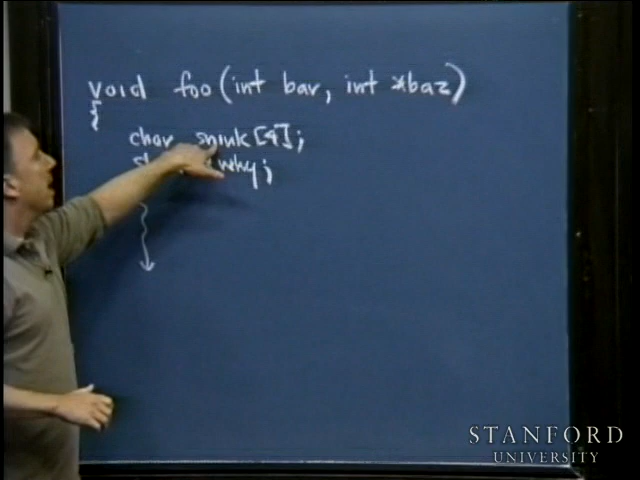 void foo(int bar, int *baz)
{
char snink[4];
why;
STANFORD
UNIVERSITY